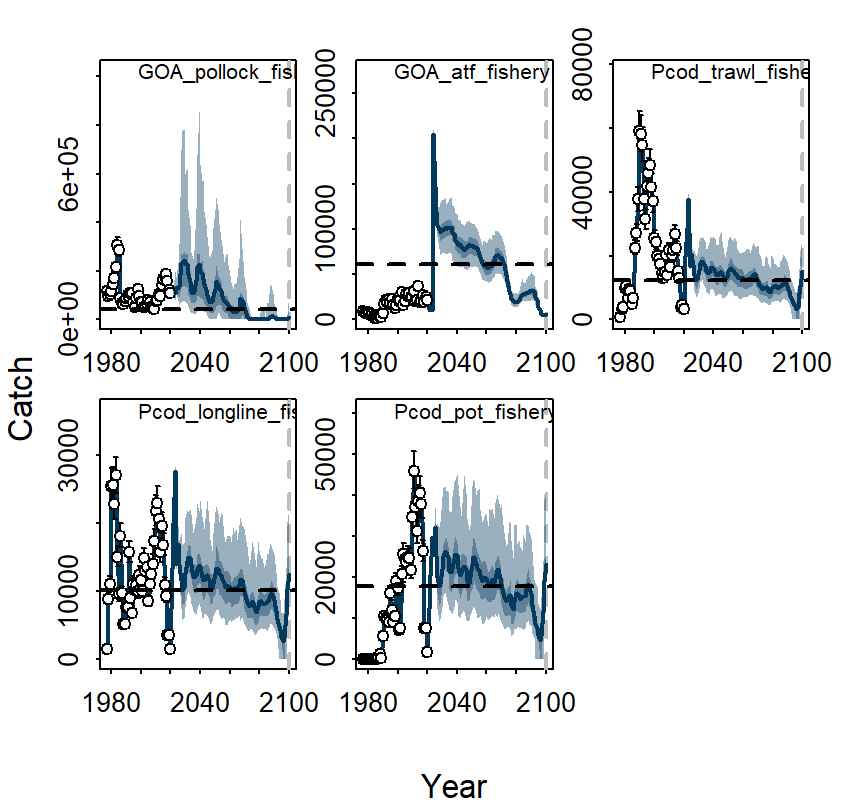 GOA_pollock_fisl
GOA_atf_fishery
Pcod_trawl_fishe
0e+00 6e+05
0 100000 250000
0 40000 80000
1980 2040 2100
1980 2040 2100
1980 2040 2100
Catch
Pcod_longline_fis
Pcod_pot_fishery
0 10000 30000
0 20000 50000
1980 2040 2100
1980 2040 2100
Year